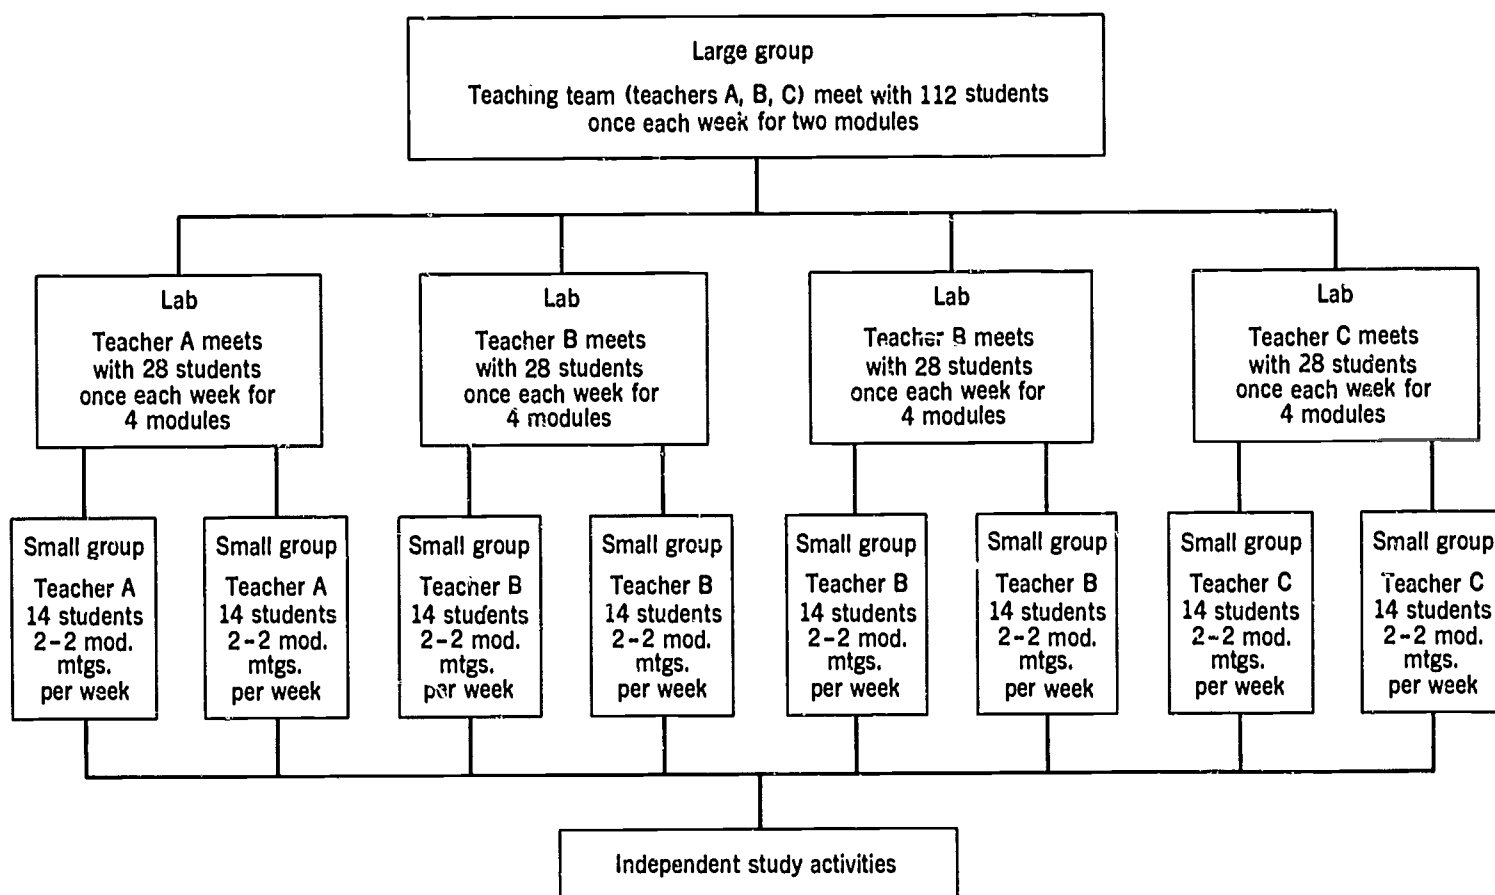 Large group
Teaching team (teachers A, B, C) meet with 112 students
once each week for two modules
Lab
Teacher A meets
with 28 students
once each week for
4 modules
Lab
Teacher B meets
with 28 students
once each week for
4 modules
Lab
Teacher B meets
with 28 students
once each week for
4 modules
Lab
Teacher C meets
with 28 students
once each week for
4 modules
Small group
Teacher A
14 students
2-2 mod.
mtgs.
per week
Small group
Teacher A
14 students
2-2 mod.
mtgs.
per week
Small group
Teacher B
14 students
2-2 mod.
mtgs.
per week
Small group
Teacher B
14 students
2-2 mod.
mtgs.
per week
Small group
Teacher B
14 students
2-2 mod.
mtgs.
per week
Small group
Teacher B
14 students
2-2 mod.
mtgs.
per week
Small group
Teacher C
14 students
2-2 mod.
mtgs.
per week
Small group
Teacher C
14 students
2-2 mod.
mtgs.
per week
Independent study activities